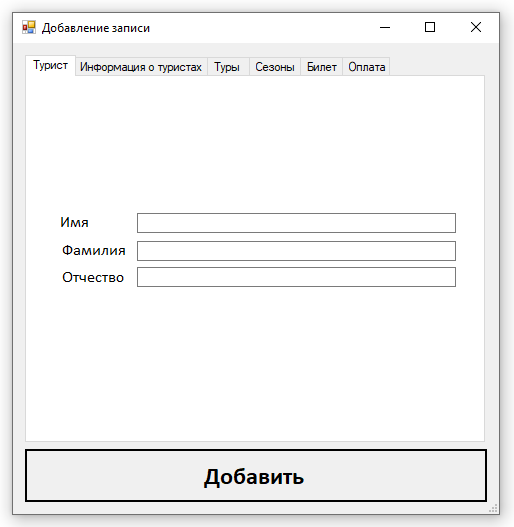 Добавление записи
Турист Информация о туристах Туры Сезоны Билет Оплата
Имя
Фамилия
Отчество
Добавить